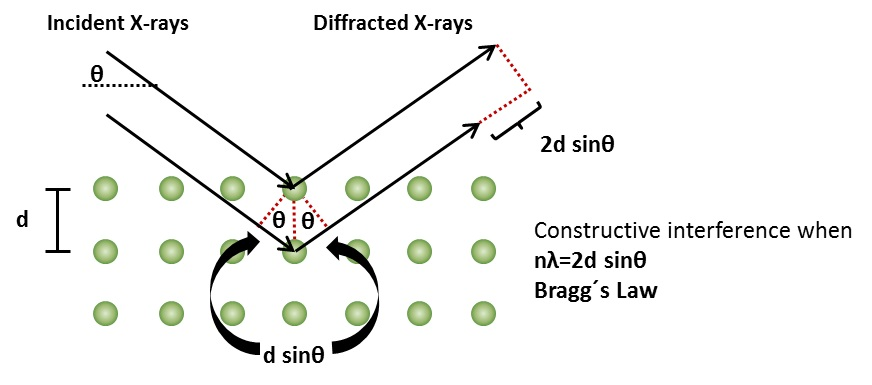 Incident X-rays
Diffracted X-rays
θ
2d sinθ
d
θ θ
Constructive interference when
nλ=2d sinθ
Bragg´s Law
d sinθ